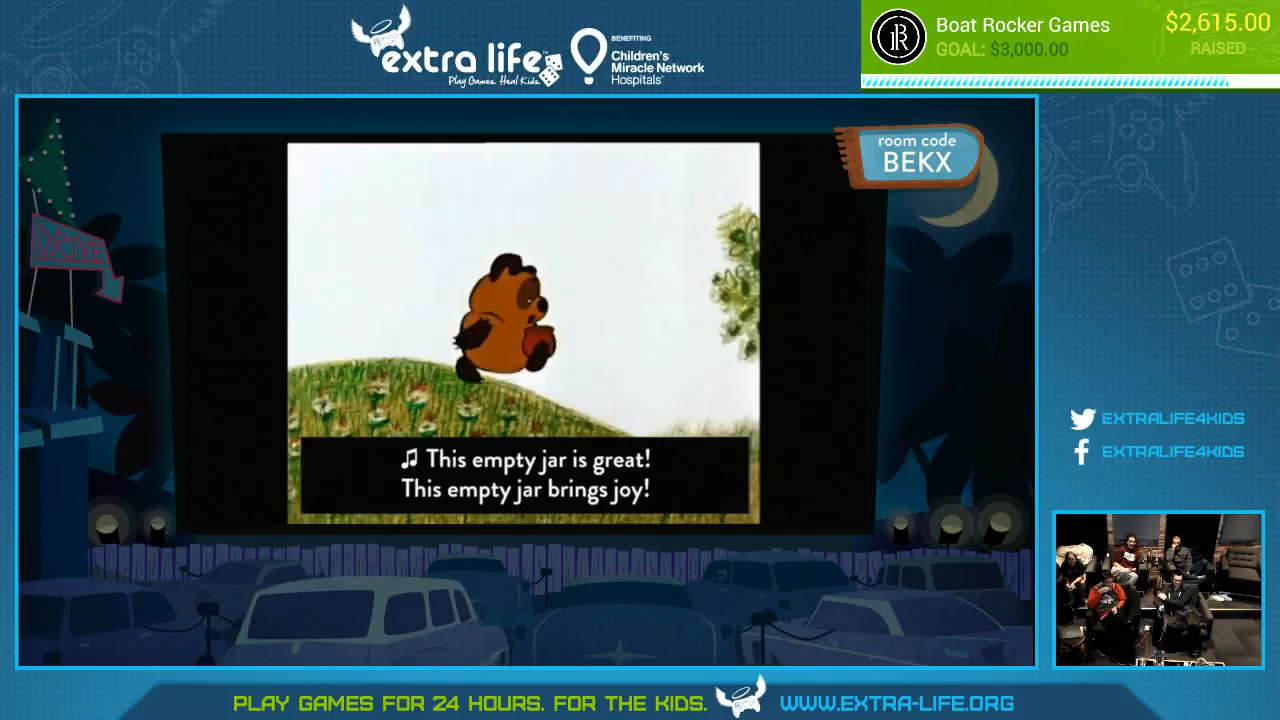 extra life
Play Games. Heal Kids.
BENEFITING
Children's
Miracle Network
Hospitals
Boat Rocker Games
GOAL: $3,000.00
$2,615.00
RAISED
room code
BEKX
DRIVE
♫ This empty jar is great!
This empty jar brings joy!
EXTRALIFE4KIDS
EXTRALIFE4KIDS
PLAY GAMES FOR 24 HOURS. FOR THE KIDS.
WWW.EXTRA-LIFE.ORG